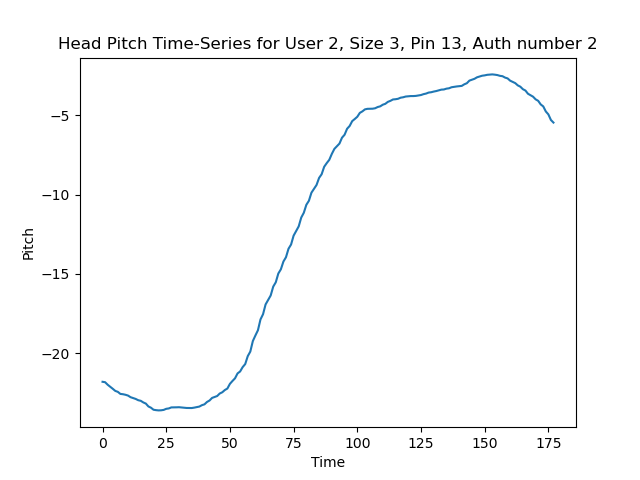 Head Pitch Time-Series for User 2, Size 3, Pin 13, Auth number 2
−5
−10
−15
−20
Pitch
0 25 50 75 100 125 150 175
Time